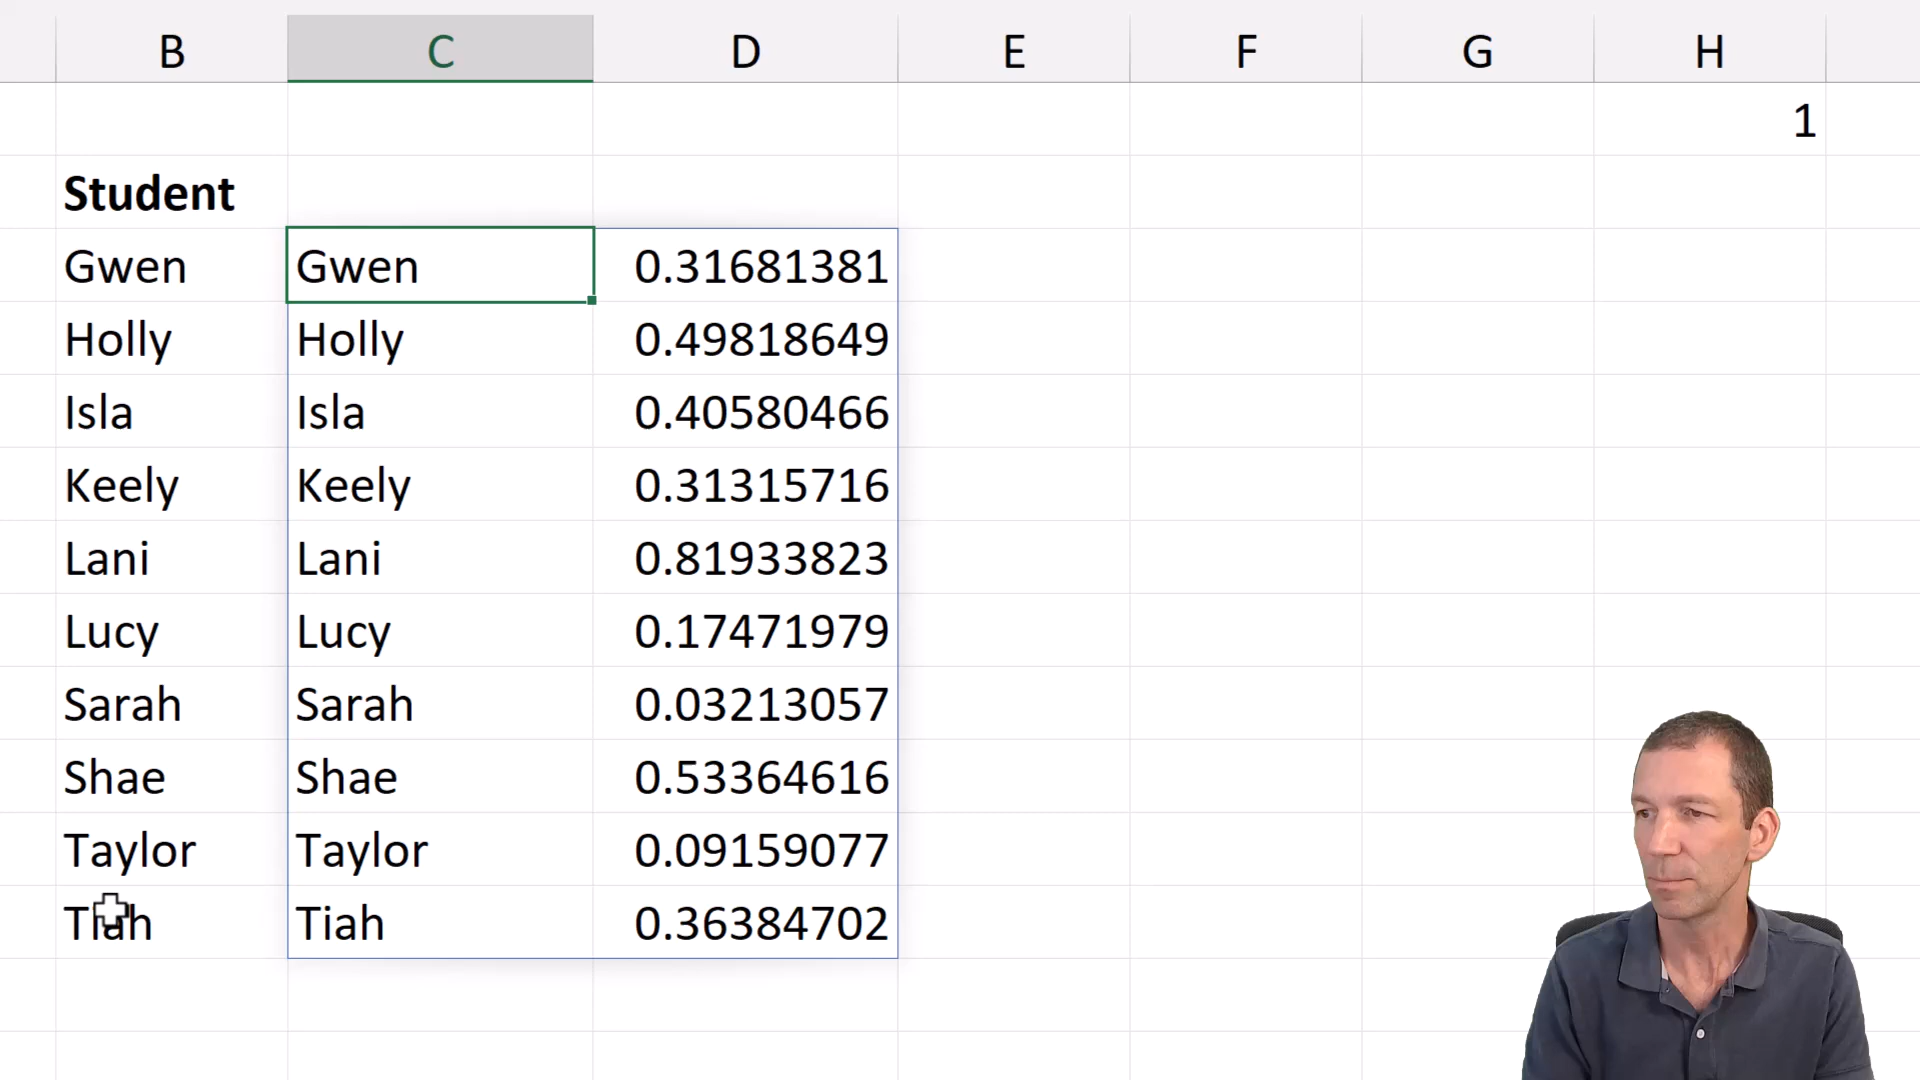 B C D E F G H
1
Student
Gwen Gwen 0.31681381
Holly Holly 0.49818649
Isla Isla 0.40580466
Keely Keely 0.31315716
Lani Lani 0.81933823
Lucy Lucy 0.17471979
Sarah Sarah 0.03213057
Shae Shae 0.53364616
Taylor Taylor 0.09159077
Tiah Tiah 0.36384702